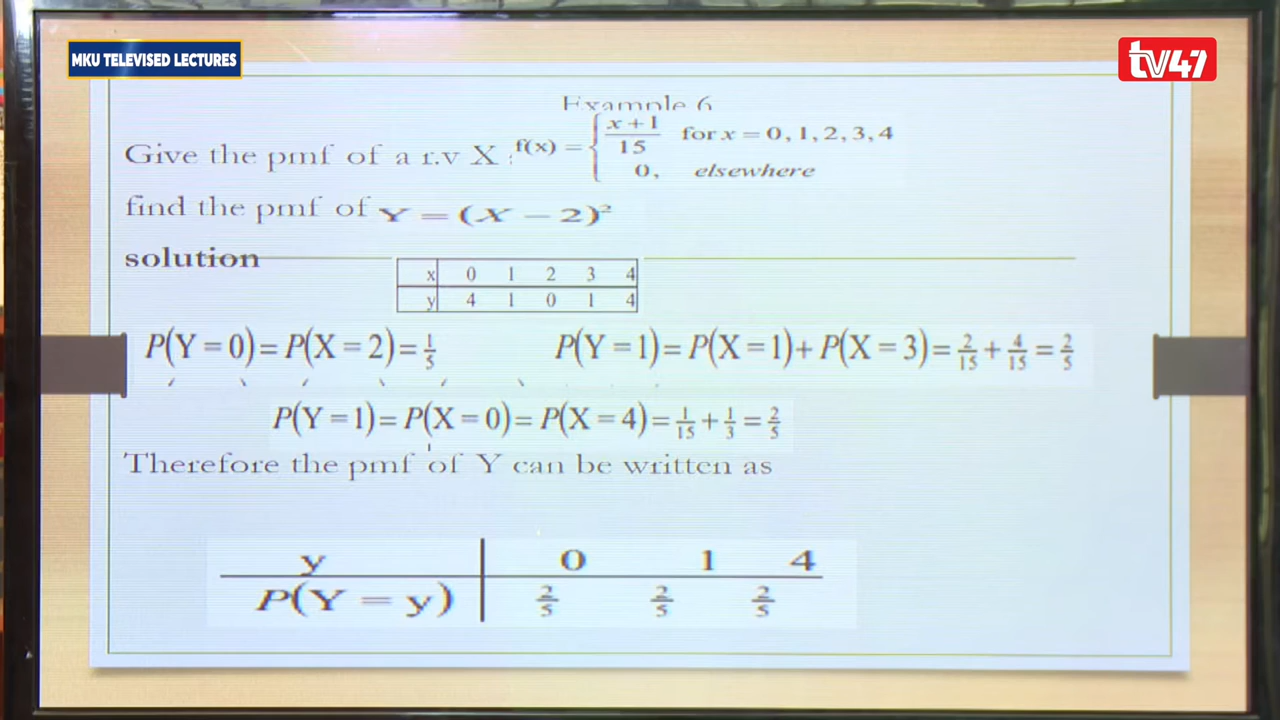 MKU TELEVISED LECTURES
tv47
Example 6
Give the pmf of a r.v X : f(x) = { x+1/15 for x = 0, 1, 2, 3, 4
0, elsewhere
find the pmf of Y = (X − 2)²
solution
x 0 1 2 3 4
y 4 1 0 1 4
P(Y = 0) = P(X = 2) = 1/5 P(Y = 1) = P(X = 1) + P(X = 3) = 2/15 + 4/15 = 2/5
P(Y = 1) = P(X = 0) = P(X = 4) = 1/15 + 1/3 = 2/5
Therefore the pmf of Y can be written as
y 0 1 4
P(Y = y) 2/5 2/5 2/5